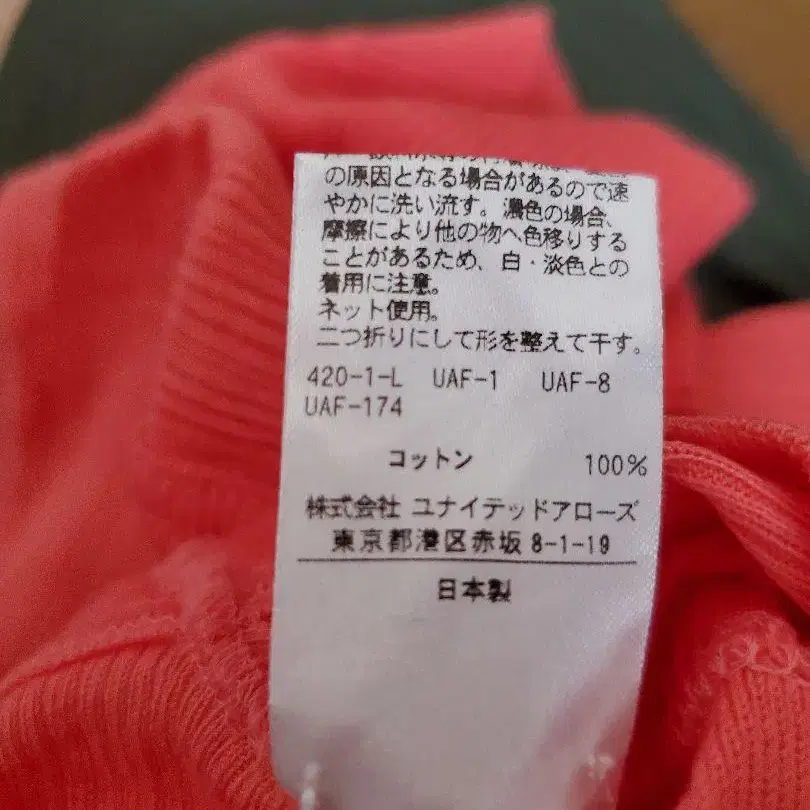 の原因となる場合があるので速
やかに洗い流す。濃色の場合、
摩擦により他の物へ色移りする
ことがあるため、白・淡色との
着用に注意。
ネット使用。
二つ折りにして形を整えて干す。
420-1-L UAF-1 UAF-8
UAF-174
コットン 100%
株式会社 ユナイテッドアローズ
東京都港区赤坂 8-1-19
日本製